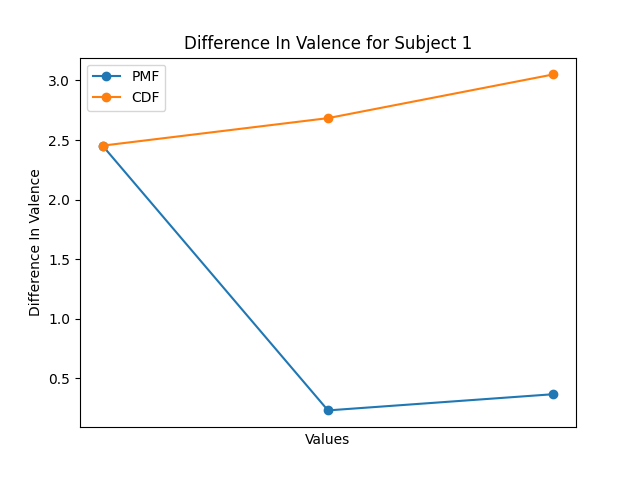 Difference In Valence for Subject 1
PMF
CDF
3.0
2.5
2.0
1.5
1.0
0.5
Difference In Valence
Values